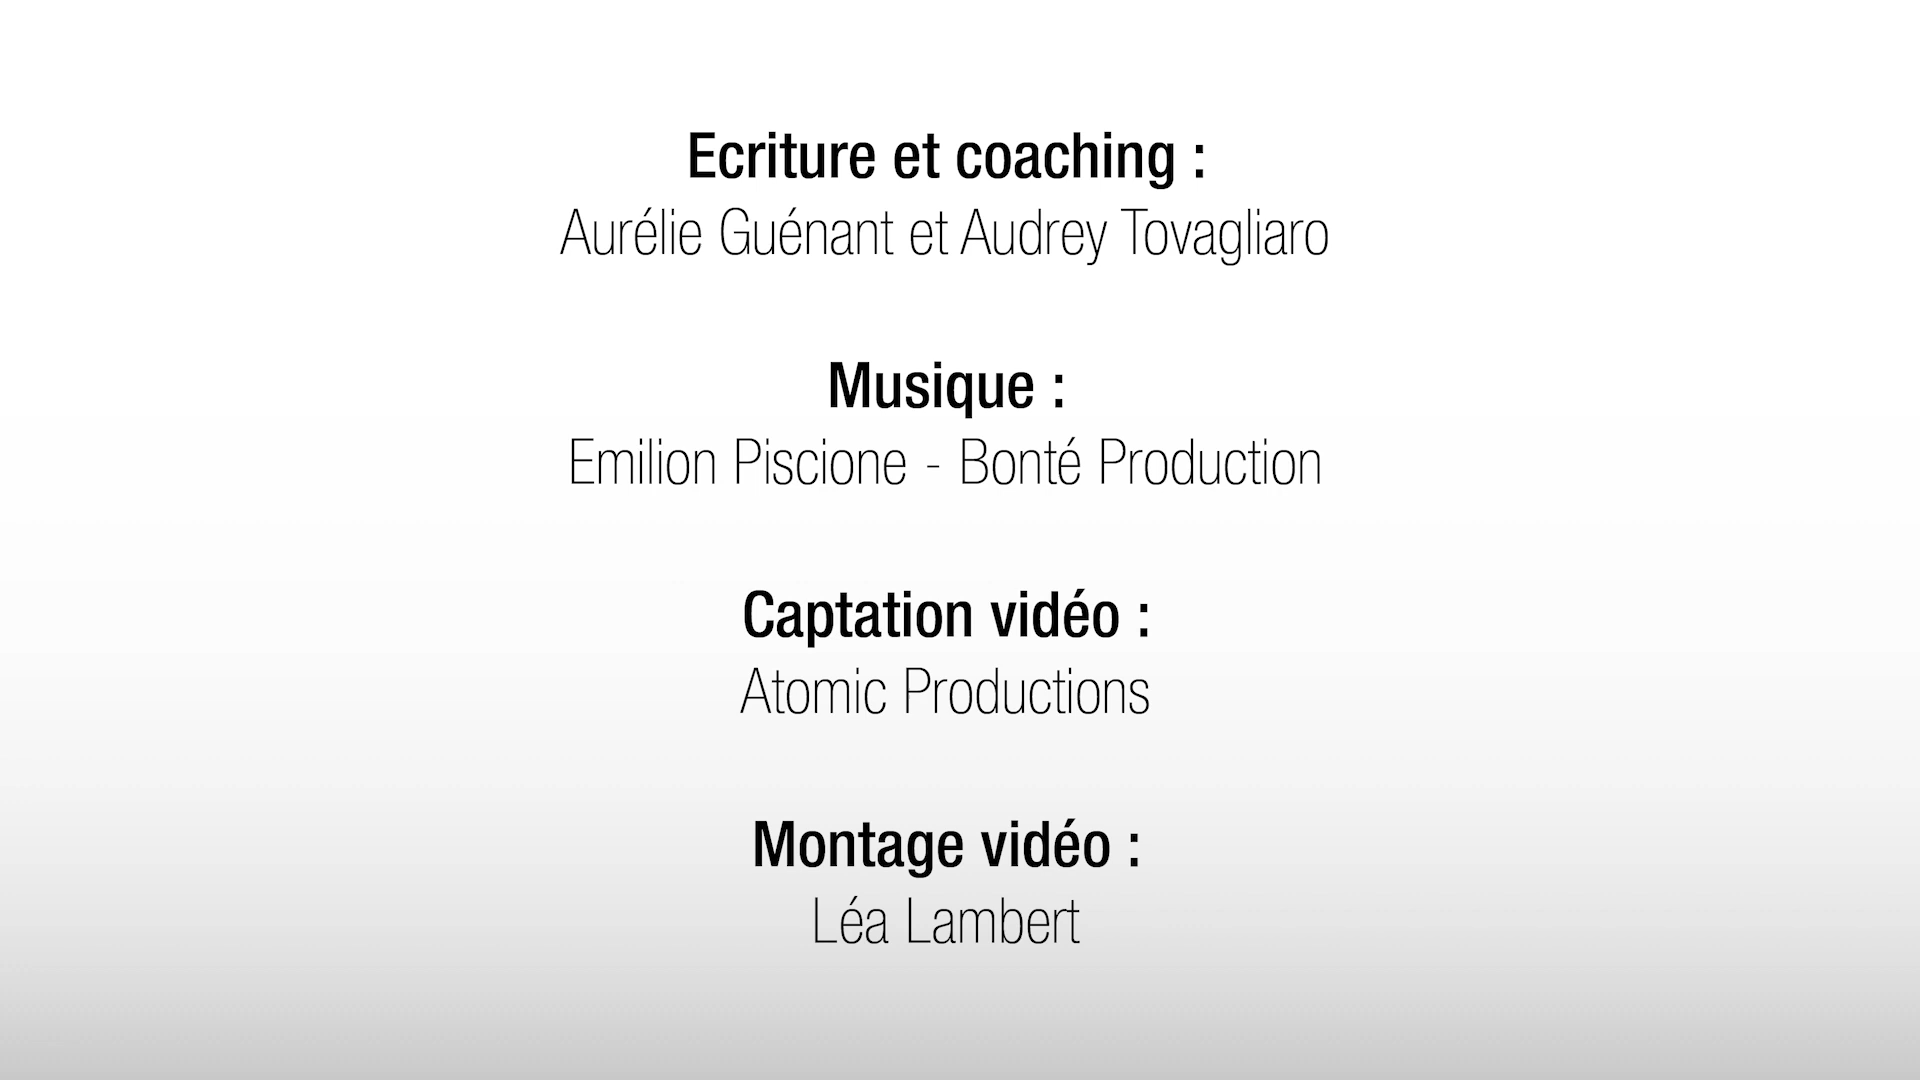 Ecriture et coaching :
Aurélie Guénant et Audrey Tovagliaro
Musique :
Emilion Piscione - Bonté Production
Captation vidéo :
Atomic Productions
Montage vidéo :
Léa Lambert